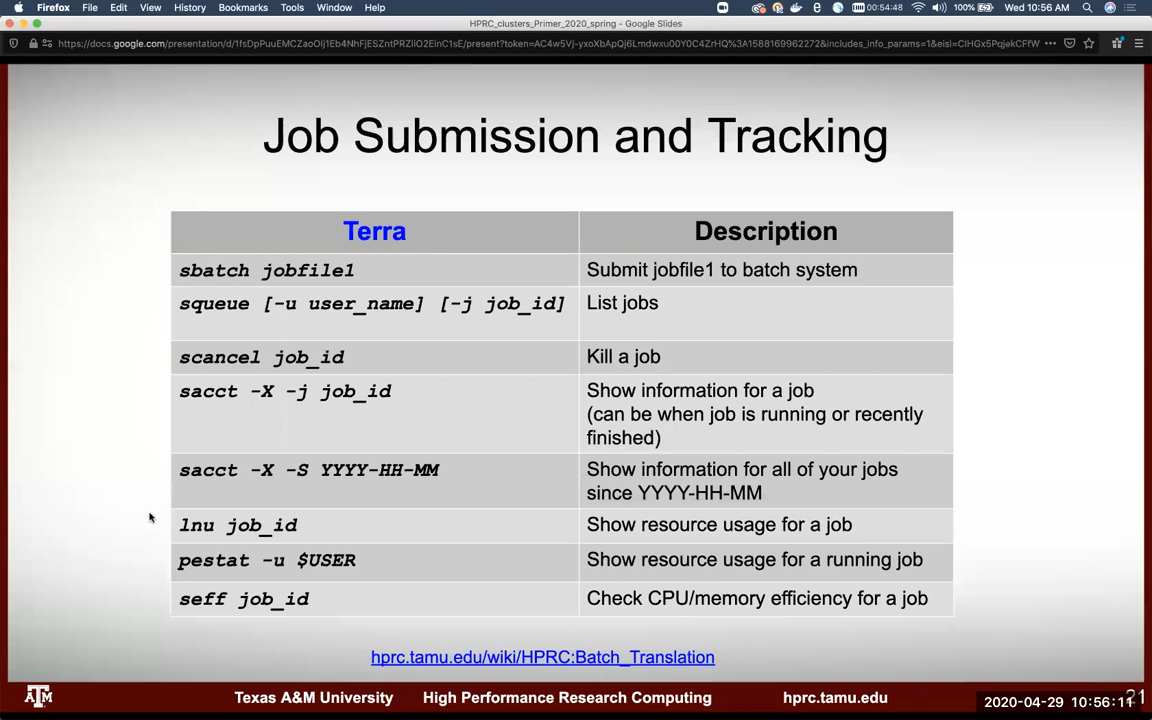 Firefox File Edit View History Bookmarks Tools Window Help 00:54:48 100% Wed 10:56 AM
HPRC_clusters_Primer_2020_spring - Google Slides
Job Submission and Tracking
Terra Description
sbatch jobfile1 Submit jobfile1 to batch system
squeue [-u user_name] [-j job_id] List jobs
scancel job_id Kill a job
sacct -X -j job_id Show information for a job
(can be when job is running or recently
finished)
sacct -X -S YYYY-HH-MM Show information for all of your jobs
since YYYY-HH-MM
lnu job_id Show resource usage for a job
pestat -u $USER Show resource usage for a running job
seff job_id Check CPU/memory efficiency for a job
hprc.tamu.edu/wiki/HPRC:Batch_Translation
Texas A&M University High Performance Research Computing hprc.tamu.edu 21
2020-04-29 10:56:11